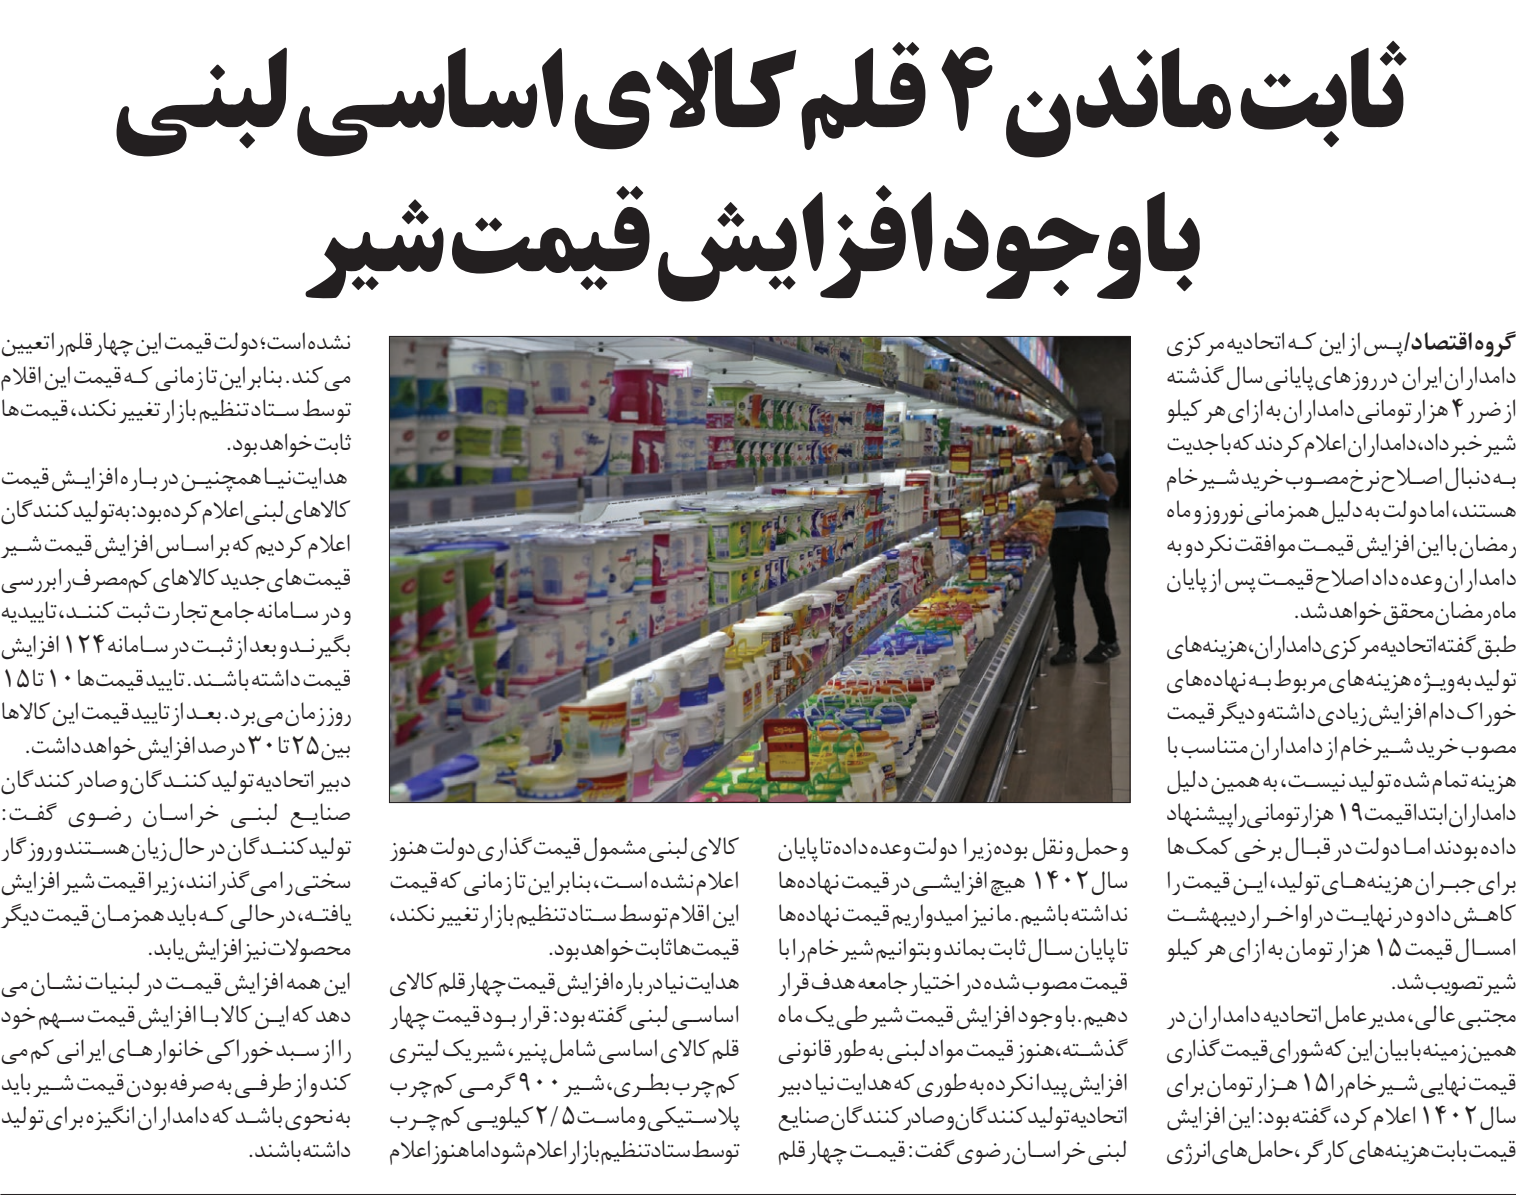 ثابت ماندن ۴ قلم کالای اساسی لبنی
با وجود افزایش قیمت شیر
گروه اقتصاد/ پس از این که اتحادیه مرکزی
دامداران ایران در روزهای پایانی سال گذشته
از ضرر ۴ هزار تومانی دامداران به ازای هر کیلو
شیر خبر داد، دامداران اعلام کردند که با جدیت
به دنبال اصلاح نرخ مصوب خرید شیر خام
هستند، اما دولت به دلیل همزمانی نوروز و ماه
رمضان با این افزایش قیمت موافقت نکرد و به
دامداران وعده داد اصلاح قیمت پس از پایان
ماه رمضان محقق خواهد شد.
طبق گفته اتحادیه مرکزی دامداران، هزینه‌های
تولید به ویژه هزینه‌های مربوط به نهاده‌های
خوراک دام افزایش زیادی داشته و دیگر قیمت
مصوب خرید شیر خام از دامداران متناسب با
هزینه تمام شده تولید نیست، به همین دلیل
دامداران ابتدا قیمت ۱۹ هزار تومانی را پیشنهاد
داده بودند اما دولت در قبال برخی کمک‌ها
برای جبران هزینه‌های تولید، این قیمت را
کاهش داد و در نهایت در اواخر اردیبهشت
امسال قیمت ۱۵ هزار تومان به ازای هر کیلو
شیر تصویب شد.
مجتبی عالی، مدیرعامل اتحادیه دامداران در
همین زمینه با بیان این که شورای قیمت گذاری
قیمت نهایی شیر خام را ۱۵ هزار تومان برای
سال ۱۴۰۲ اعلام کرد، گفته بود: این افزایش
قیمت بابت هزینه‌های کارگر، حامل‌های انرژی
و حمل و نقل بوده زیرا دولت وعده داده تا پایان
سال ۱۴۰۲ هیچ افزایشی در قیمت نهاده‌ها
نداشته باشیم. ما نیز امیدواریم قیمت نهاده‌ها
تا پایان سال ثابت بماند و بتوانیم شیر خام را با
قیمت مصوب شده در اختیار جامعه هدف قرار
دهیم. با وجود افزایش قیمت شیر طی یک ماه
گذشته، هنوز قیمت مواد لبنی به طور قانونی
افزایش پیدا نکرده به طوری که هدایت نیا دبیر
اتحادیه تولید کنندگان و صادر کنندگان صنایع
لبنی خراسان رضوی گفت: قیمت چهار قلم
کالای لبنی مشمول قیمت گذاری دولت هنوز
اعلام نشده است، بنابر این تا زمانی که قیمت
این اقلام توسط ستاد تنظیم بازار تغییر نکند،
قیمت‌ها ثابت خواهد بود.
هدایت نیا درباره افزایش قیمت چهار قلم کالای
اساسی لبنی گفته بود: قرار بود قیمت چهار
قلم کالای اساسی شامل پنیر، شیر یک لیتری
کم چرب بطری، شیر ۹۰۰ گرمی کم چرب
پلاستیکی و ماست ۲/۵ کیلویی کم چرب
توسط ستاد تنظیم بازار اعلام شود اما هنوز اعلام
نشده است؛ دولت قیمت این چهار قلم را تعیین
می کند. بنابر این تا زمانی که قیمت این اقلام
توسط ستاد تنظیم بازار تغییر نکند، قیمت‌ها
ثابت خواهد بود.
هدایت نیا همچنین در باره افزایش قیمت
کالاهای لبنی اعلام کرده بود: به تولید کنندگان
اعلام کردیم که بر اساس افزایش قیمت شیر
قیمت‌های جدید کالاهای کم‌مصرف را بررسی
و در سامانه جامع تجارت ثبت کنند، تاییدیه
بگیرند و بعد از ثبت در سامانه ۱۲۴ افزایش
قیمت داشته باشند. تایید قیمت‌ها ۱۰ تا ۱۵
روز زمان می‌برد. بعد از تایید قیمت این کالاها
بین ۲۵ تا ۳۰ درصد افزایش خواهد داشت.
دبیر اتحادیه تولید کنندگان و صادر کنندگان
صنایع لبنی خراسان رضوی گفت:
تولید کنندگان در حال زیان هستند و روزگار
سختی را می گذرانند، زیرا قیمت شیر افزایش
یافته، در حالی که باید همزمان قیمت دیگر
محصولات نیز افزایش یابد.
این همه افزایش قیمت در لبنیات نشان می
دهد که این کالا با افزایش قیمت سهم خود
را از سبد خوراکی خانوارهای ایرانی کم می
کند و از طرفی به صرفه بودن قیمت شیر باید
به نحوی باشد که دامداران انگیزه برای تولید
داشته باشند.